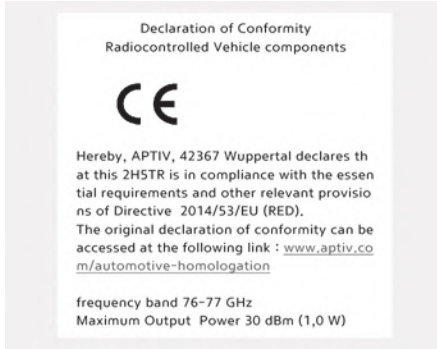 Declaration of Conformity
Radiocontrolled Vehicle components
CE
Hereby, APTIV, 42367 Wuppertal declares th
at this 2H5TR is in compliance with the essen
tial requirements and other relevant provisio
ns of Directive 2014/53/EU (RED).
The original declaration of conformity can be
accessed at the following link : www.aptiv.co
m/automotive-homologation
frequency band 76-77 GHz
Maximum Output Power 30 dBm (1,0 W)